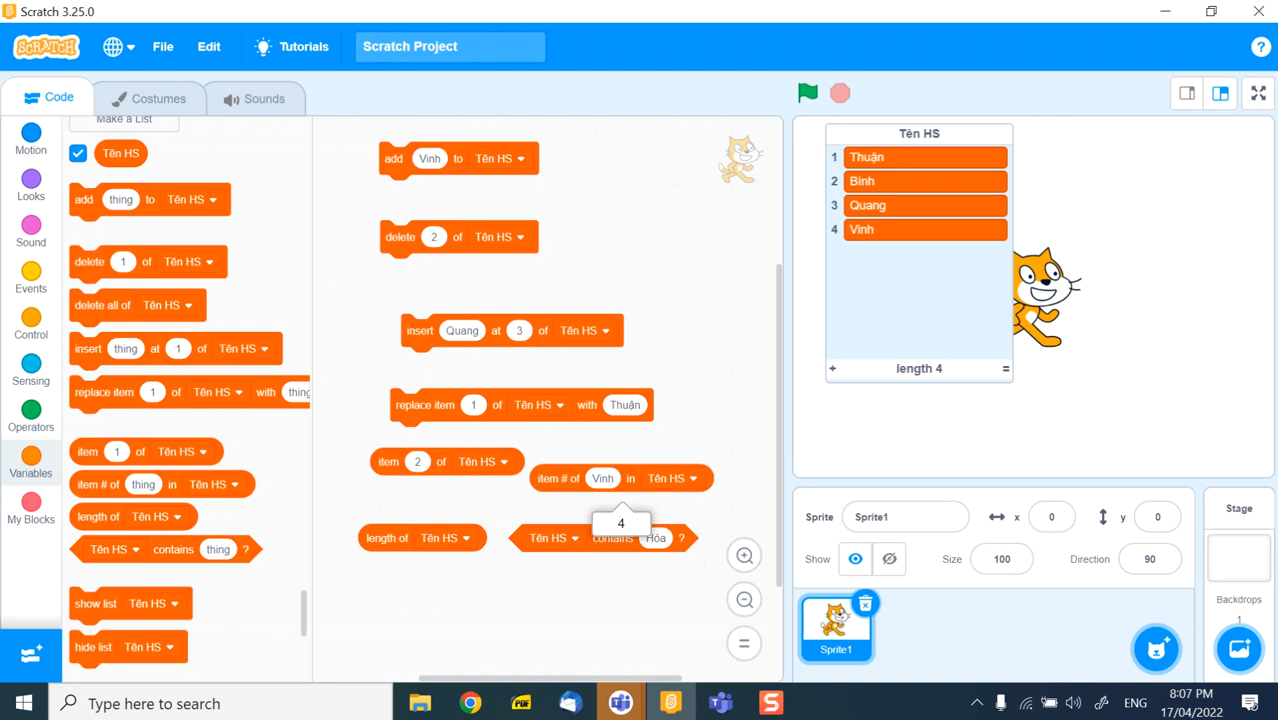 Scratch 3.25.0
SCRATCH
File
Edit
Tutorials
Scratch Project
?
Code
Costumes
Sounds
Motion
Looks
Sound
Events
Control
Sensing
Operators
Variables
My Blocks
Make a List
Tên HS
add thing to Tên HS
delete 1 of Tên HS
delete all of Tên HS
insert thing at 1 of Tên HS
replace item 1 of Tên HS with thing
item 1 of Tên HS
item # of thing in Tên HS
length of Tên HS
Tên HS contains thing ?
show list Tên HS
hide list Tên HS
add Vinh to Tên HS
delete 2 of Tên HS
insert Quang at 3 of Tên HS
replace item 1 of Tên HS with Thuận
item 2 of Tên HS
item # of Vinh in Tên HS
4
length of Tên HS
Tên HS contains Hóa ?
Tên HS
1 Thuận
2 Bình
3 Quang
4 Vinh
+ length 4 =
Sprite Sprite1 x 0 y 0
Show Size 100 Direction 90
Sprite1
Stage
Backdrops
1
Type here to search
PDF
S
ENG
8:07 PM
17/04/2022